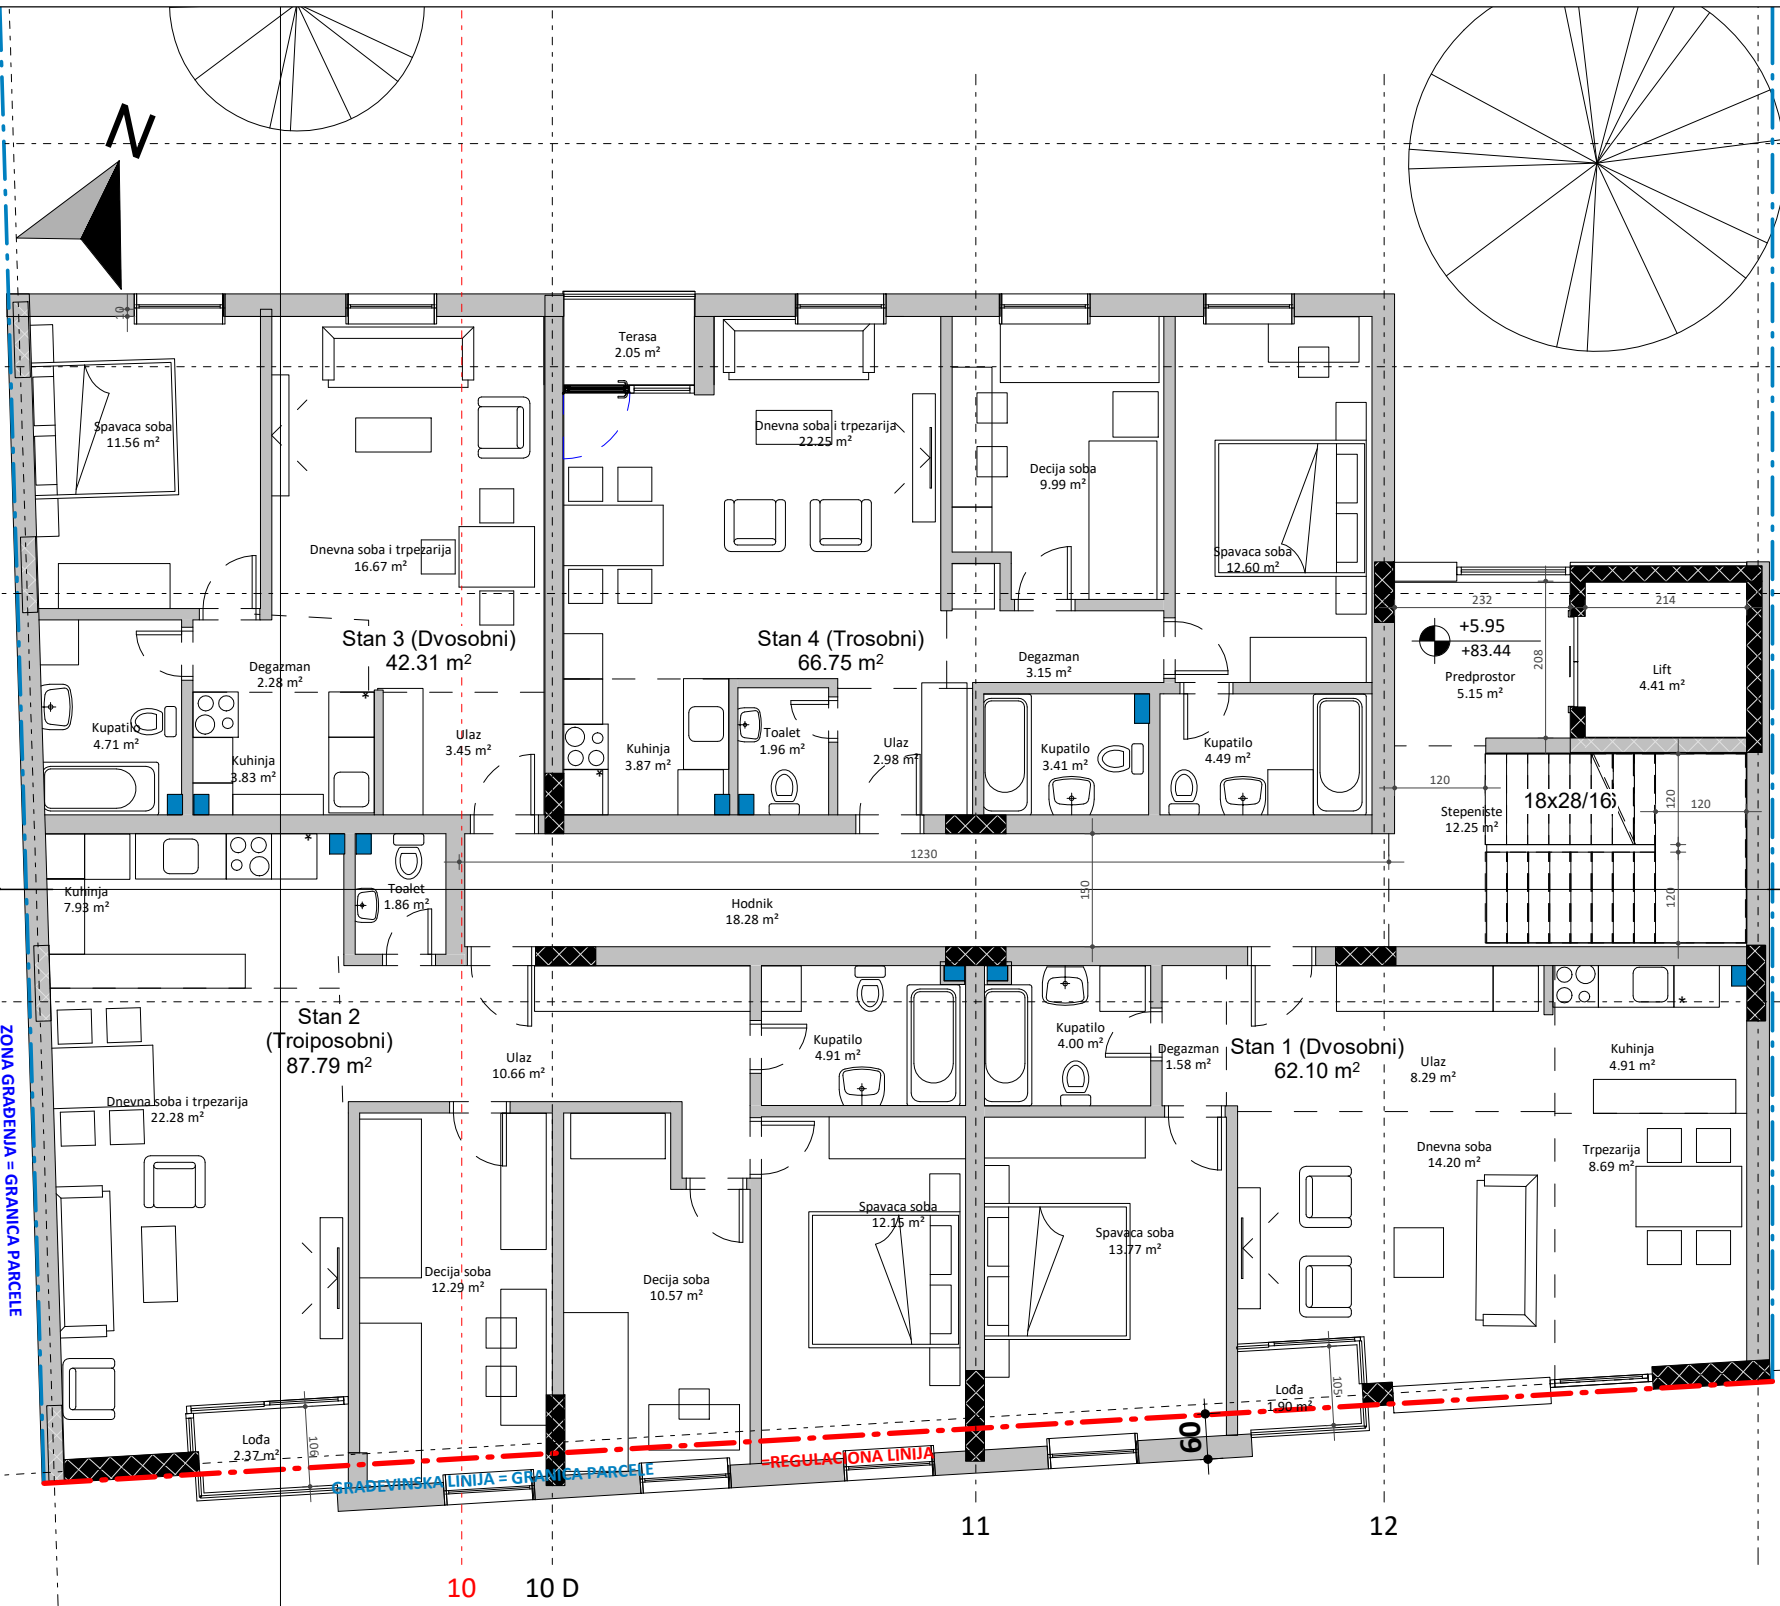 N
10
Terasa
2.05 m²
Spavaca soba
11.56 m²
Dnevna soba i trpezarija
22.25 m²
Decija soba
9.99 m²
Dnevna soba i trpezarija
16.67 m²
Spavaca soba
12.60 m²
Stan 3 (Dvosobni)
42.31 m²
Stan 4 (Trosobni)
66.75 m²
232
214
+5.95
+83.44
208
Predprostor
5.15 m²
Lift
4.41 m²
Degazman
2.28 m²
Degazman
3.15 m²
*
Kupatilo
4.71 m²
Kuhinja
3.83 m²
Ulaz
3.45 m²
Kuhinja
3.87 m²
*
Toalet
1.96 m²
Ulaz
2.98 m²
Kupatilo
3.41 m²
Kupatilo
4.49 m²
120
Stepeniste
12.25 m²
18x28/16
120
120
120
*
1230
150
Kuhinja
7.93 m²
Toalet
1.86 m²
Hodnik
18.28 m²
Stan 2
(Troiposobni)
87.79 m²
Ulaz
10.66 m²
Kupatilo
4.91 m²
Kupatilo
4.00 m²
Degazman
1.58 m²
Stan 1 (Dvosobni)
62.10 m²
Ulaz
8.29 m²
Kuhinja
4.91 m²
*
ZONA GRAĐENJA = GRANICA PARCELE
Dnevna soba i trpezarija
22.28 m²
Dnevna soba
14.20 m²
Trpezarija
8.69 m²
Decija soba
12.29 m²
Decija soba
10.57 m²
Spavaca soba
12.15 m²
Spavaca soba
13.77 m²
Lođa
2.37 m²
106
Lođa
1.90 m²
105
60
GRAĐEVINSKA LINIJA = GRANICA PARCELE
=REGULACIONA LINIJA
11
12
10
10 D